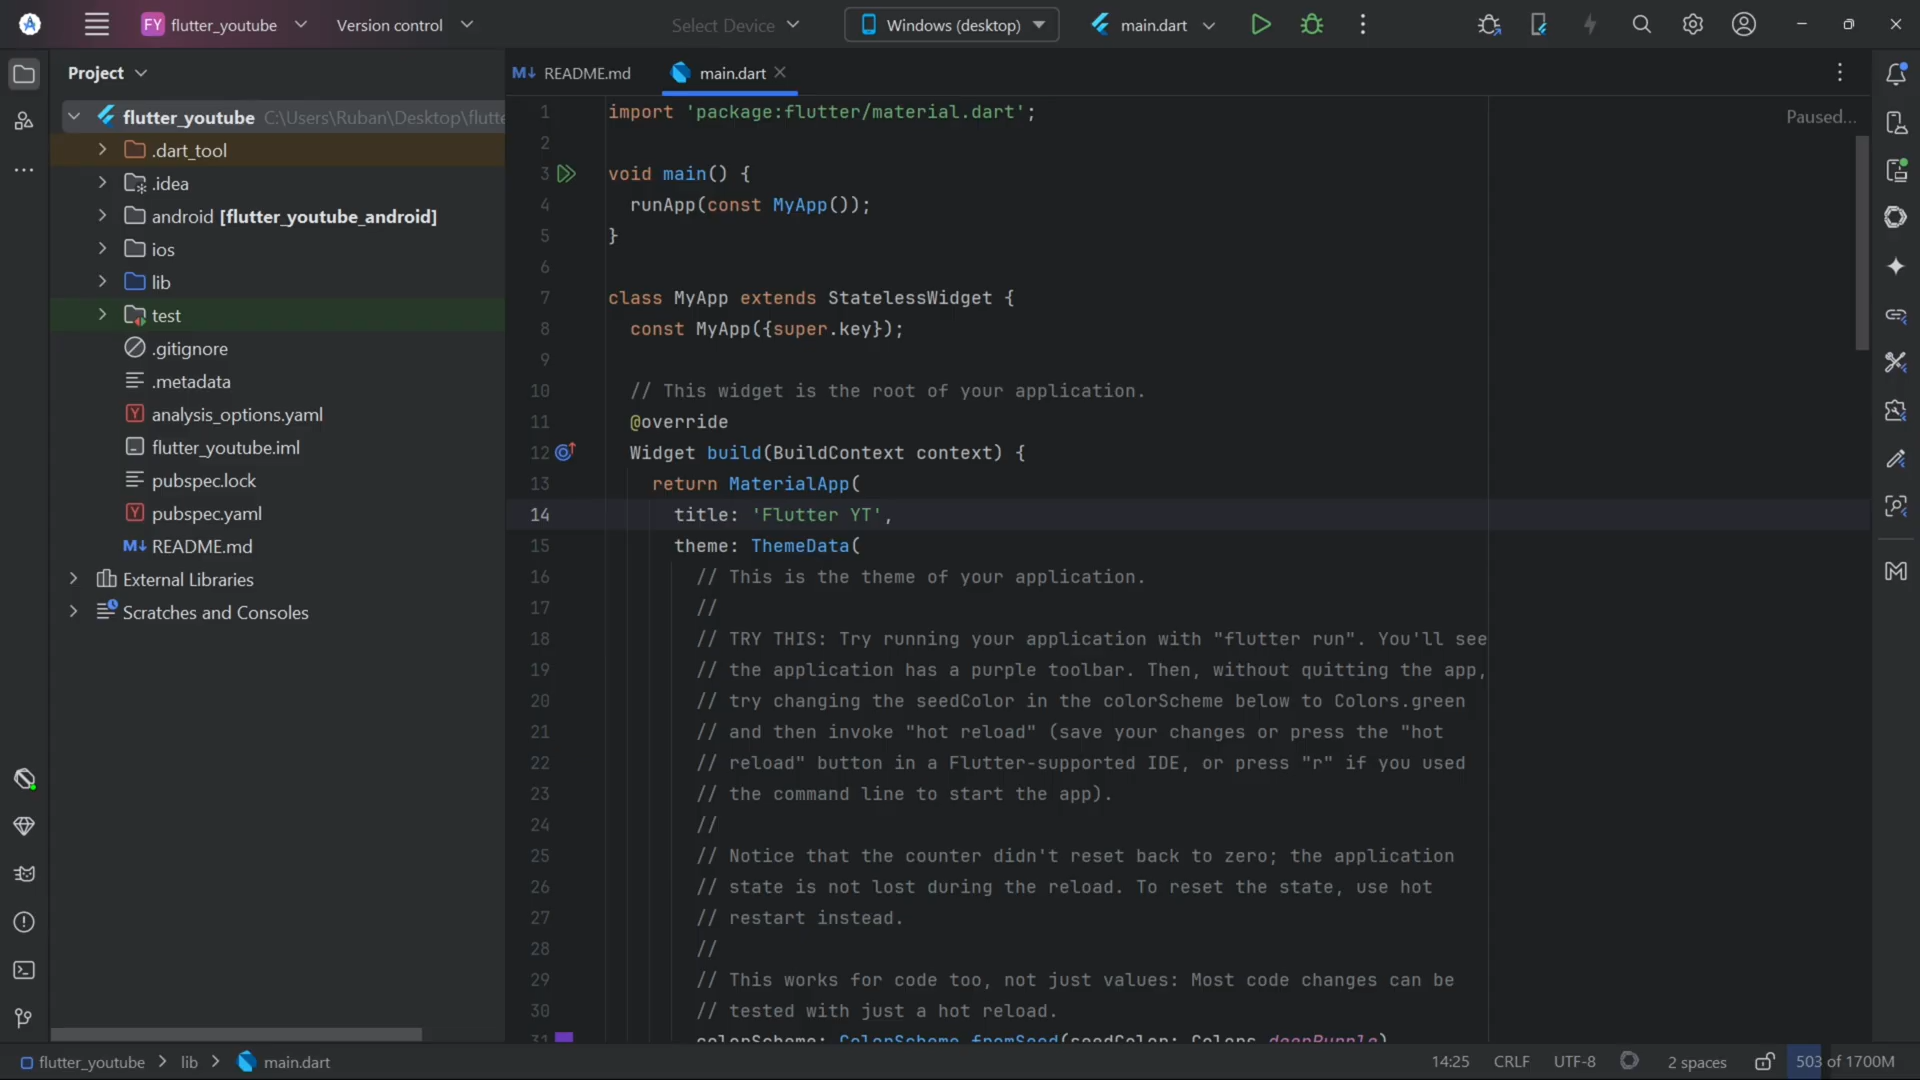 FY flutter_youtube Version control Select Device Windows (desktop) main.dart
Project
flutter_youtube C:\Users\Ruban\Desktop\flutte
.dart_tool
.idea
android [flutter_youtube_android]
ios
lib
test
.gitignore
.metadata
analysis_options.yaml
flutter_youtube.iml
pubspec.lock
pubspec.yaml
M↓ README.md
External Libraries
Scratches and Consoles
M↓ README.md main.dart
Paused...
1 import 'package:flutter/material.dart';
2
3 void main() {
4 runApp(const MyApp());
5 }
6
7 class MyApp extends StatelessWidget {
8 const MyApp({super.key});
9
10 // This widget is the root of your application.
11 @override
12 Widget build(BuildContext context) {
13 return MaterialApp(
14 title: 'Flutter YT',
15 theme: ThemeData(
16 // This is the theme of your application.
17 //
18 // TRY THIS: Try running your application with "flutter run". You'll see
19 // the application has a purple toolbar. Then, without quitting the app,
20 // try changing the seedColor in the colorScheme below to Colors.green
21 // and then invoke "hot reload" (save your changes or press the "hot
22 // reload" button in a Flutter-supported IDE, or press "r" if you used
23 // the command line to start the app).
24 //
25 // Notice that the counter didn't reset back to zero; the application
26 // state is not lost during the reload. To reset the state, use hot
27 // restart instead.
28 //
29 // This works for code too, not just values: Most code changes can be
30 // tested with just a hot reload.
31 colorScheme: ColorScheme.fromSeed(seedColor: Colors.deepPurple)
flutter_youtube lib main.dart 14:25 CRLF UTF-8 2 spaces 503 of 1700M